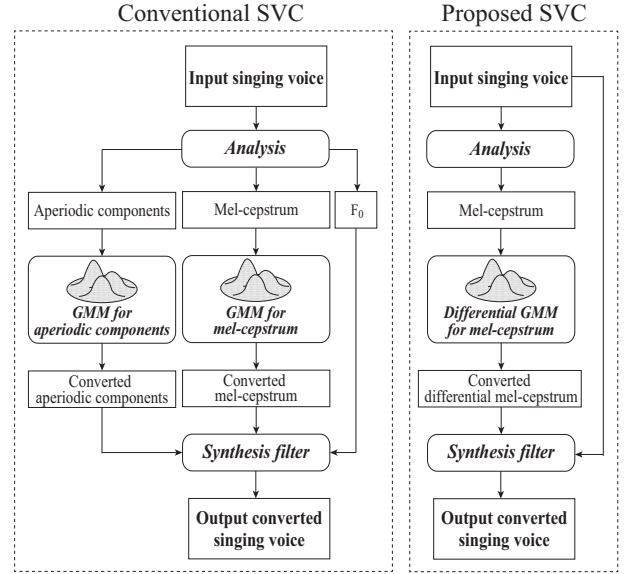 Conventional SVC
Input singing voice
Analysis
Aperiodic components
Mel-cepstrum
F₀
GMM for
aperiodic components
GMM for
mel-cepstrum
Converted
aperiodic components
Converted
mel-cepstrum
Synthesis filter
Output converted
singing voice
Proposed SVC
Input singing voice
Analysis
Mel-cepstrum
Differential GMM
for mel-cepstrum
Converted
differential mel-cepstrum
Synthesis filter
Output converted
singing voice